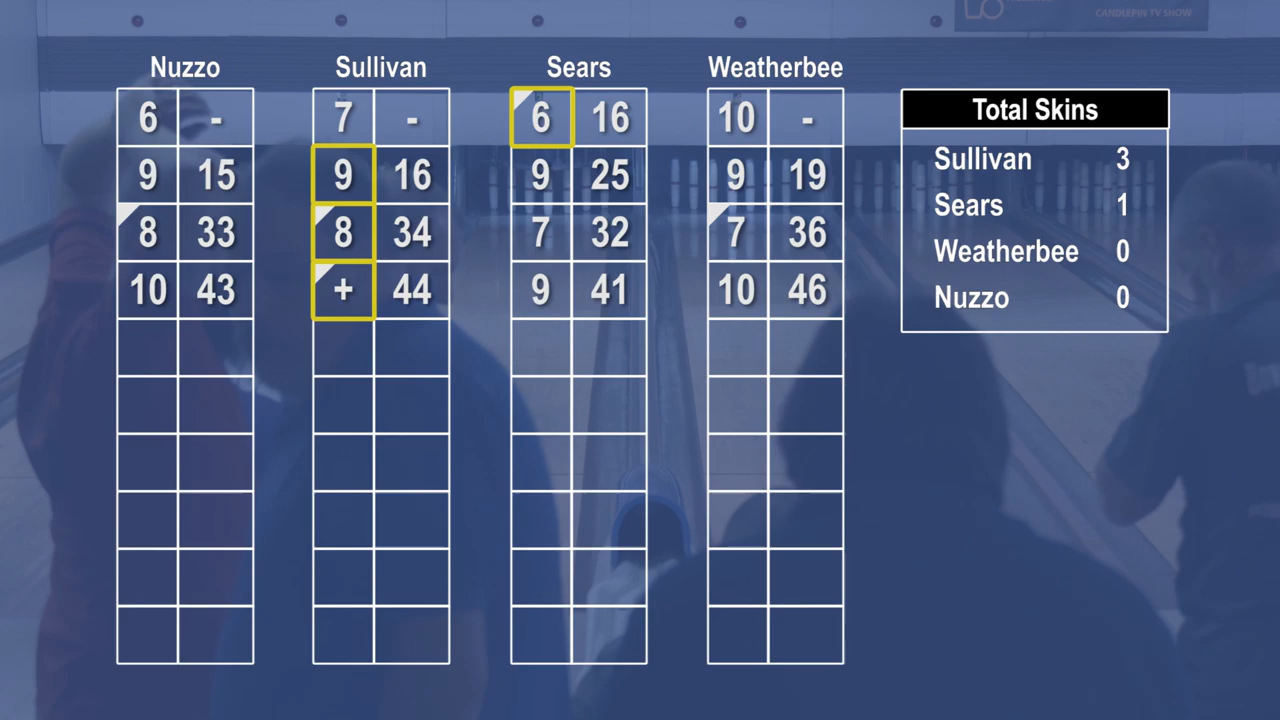 CANDLEPIN TV SHOW
Nuzzo Sullivan Sears Weatherbee
6 - 7 - 6 16 10 -
9 15 9 16 9 25 9 19
8 33 8 34 7 32 7 36
10 43 + 44 9 41 10 46
Total Skins
Sullivan 3
Sears 1
Weatherbee 0
Nuzzo 0